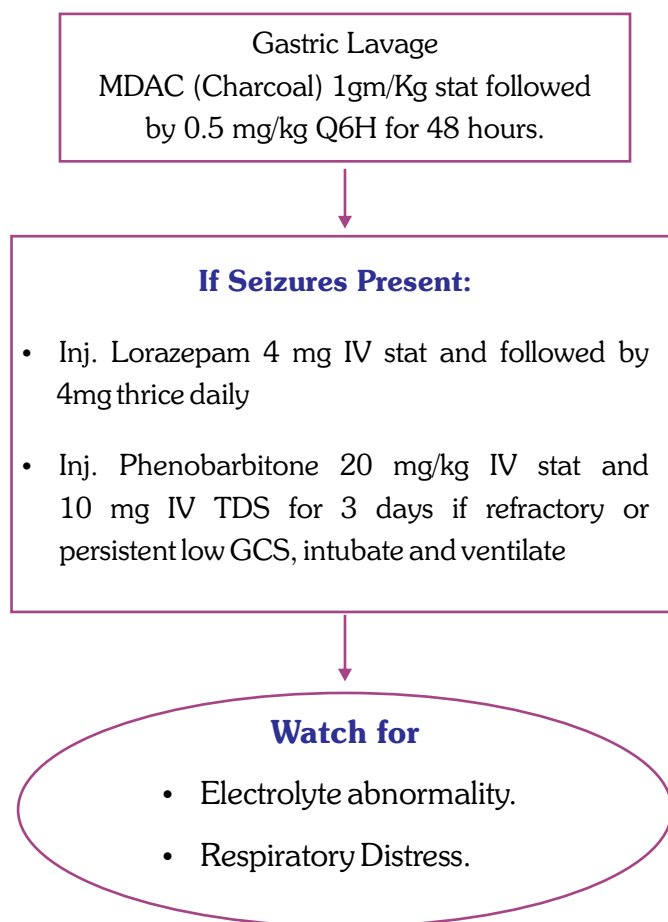 Gastric Lavage
MDAC (Charcoal) 1gm/Kg stat followed
by 0.5 mg/kg Q6H for 48 hours.
If Seizures Present:
• Inj. Lorazepam 4 mg IV stat and followed by
4mg thrice daily
• Inj. Phenobarbitone 20 mg/kg IV stat and
10 mg IV TDS for 3 days if refractory or
persistent low GCS, intubate and ventilate
Watch for
• Electrolyte abnormality.
• Respiratory Distress.